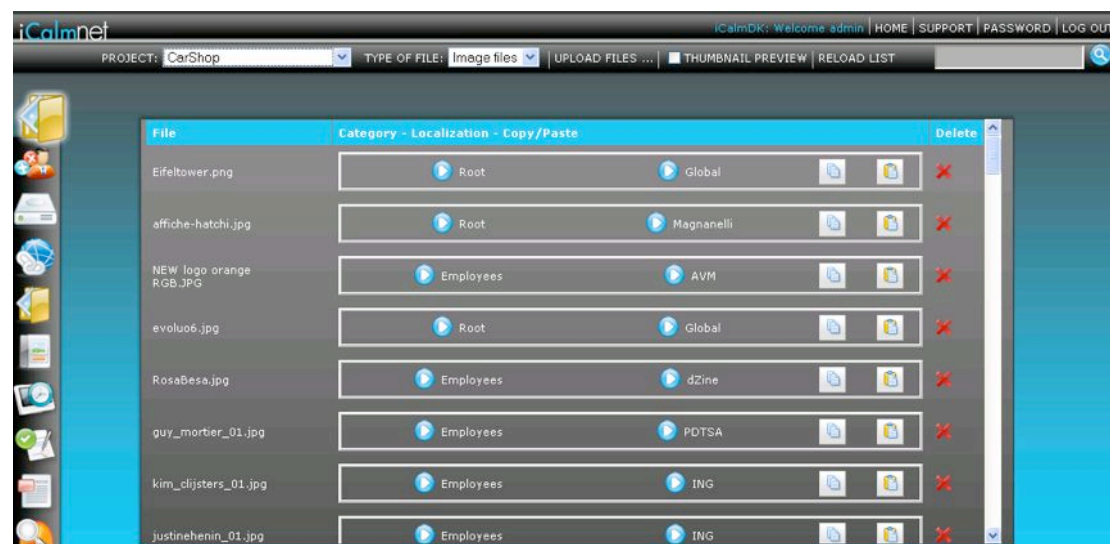 iCalmnet
iCalmDK: Welcome admin | HOME | SUPPORT | PASSWORD | LOG OUT
PROJECT: CarShop TYPE OF FILE: Image files | UPLOAD FILES ... | THUMBNAIL PREVIEW | RELOAD LIST
File Category - Localization - Copy/Paste Delete
Eifeltower.png Root Global
affiche-hatchi.jpg Root Magnanelli
NEW logo orange
RGB.JPG Employees AVM
evoluo6.jpg Root Global
RosaBesa.jpg Employees dZine
guy_mortier_01.jpg Employees PDTSA
kim_clijsters_01.jpg Employees ING
justinehenin_01.jpg Employees ING